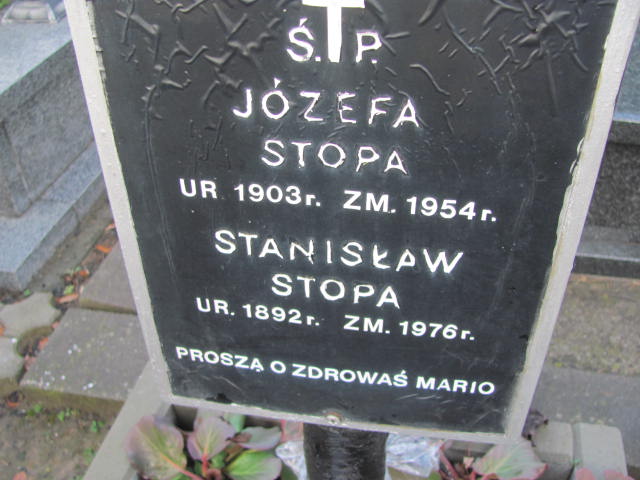 Ś. P.
JÓZEFA
STOPA
UR. 1903r. ZM. 1954r.
STANISŁAW
STOPA
UR. 1892r. ZM. 1976r.
PROSZĄ O ZDROWAŚ MARIO